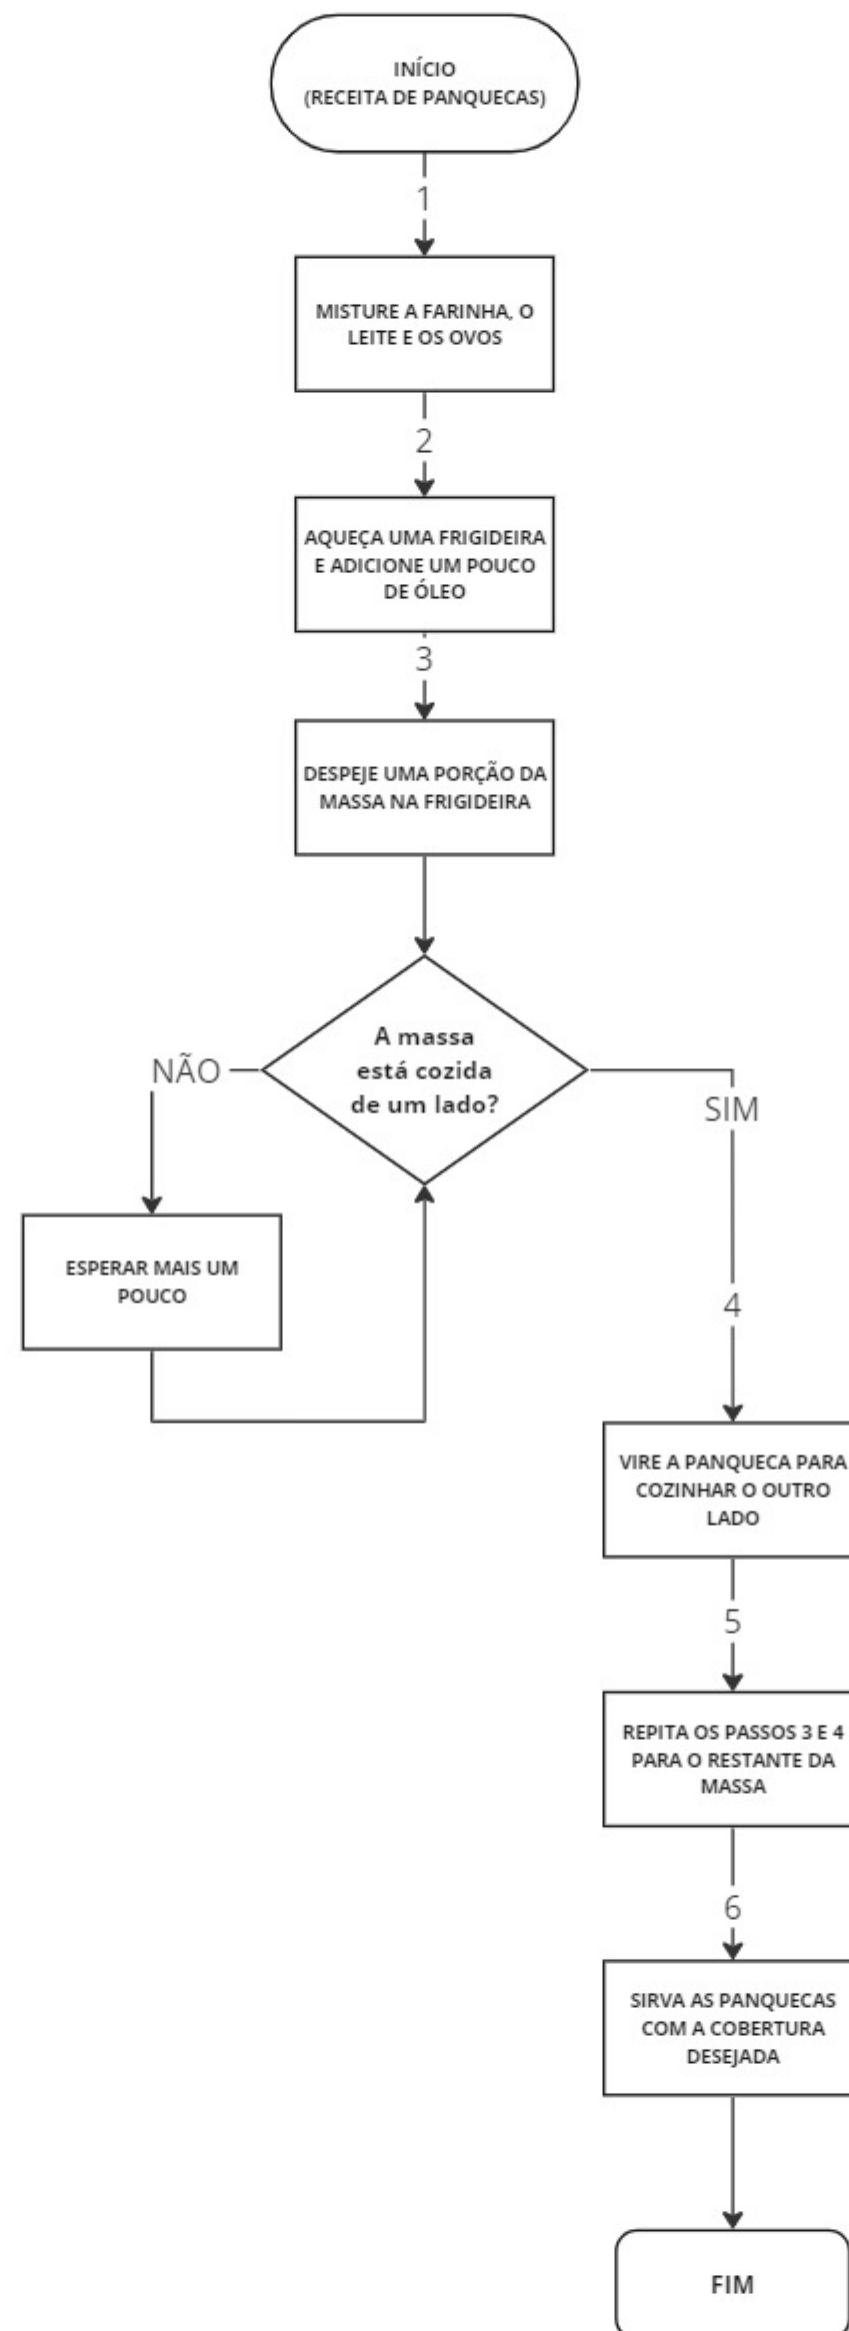 INÍCIO
(RECEITA DE PANQUECAS)
1
MISTURE A FARINHA, O
LEITE E OS OVOS
2
AQUEÇA UMA FRIGIDEIRA
E ADICIONE UM POUCO
DE ÓLEO
3
DESPEJE UMA PORÇÃO DA
MASSA NA FRIGIDEIRA
A massa
está cozida
de um lado?
NÃO
SIM
ESPERAR MAIS UM
POUCO
4
VIRE A PANQUECA PARA
COZINHAR O OUTRO
LADO
5
REPITA OS PASSOS 3 E 4
PARA O RESTANTE DA
MASSA
6
SIRVA AS PANQUECAS
COM A COBERTURA
DESEJADA
FIM